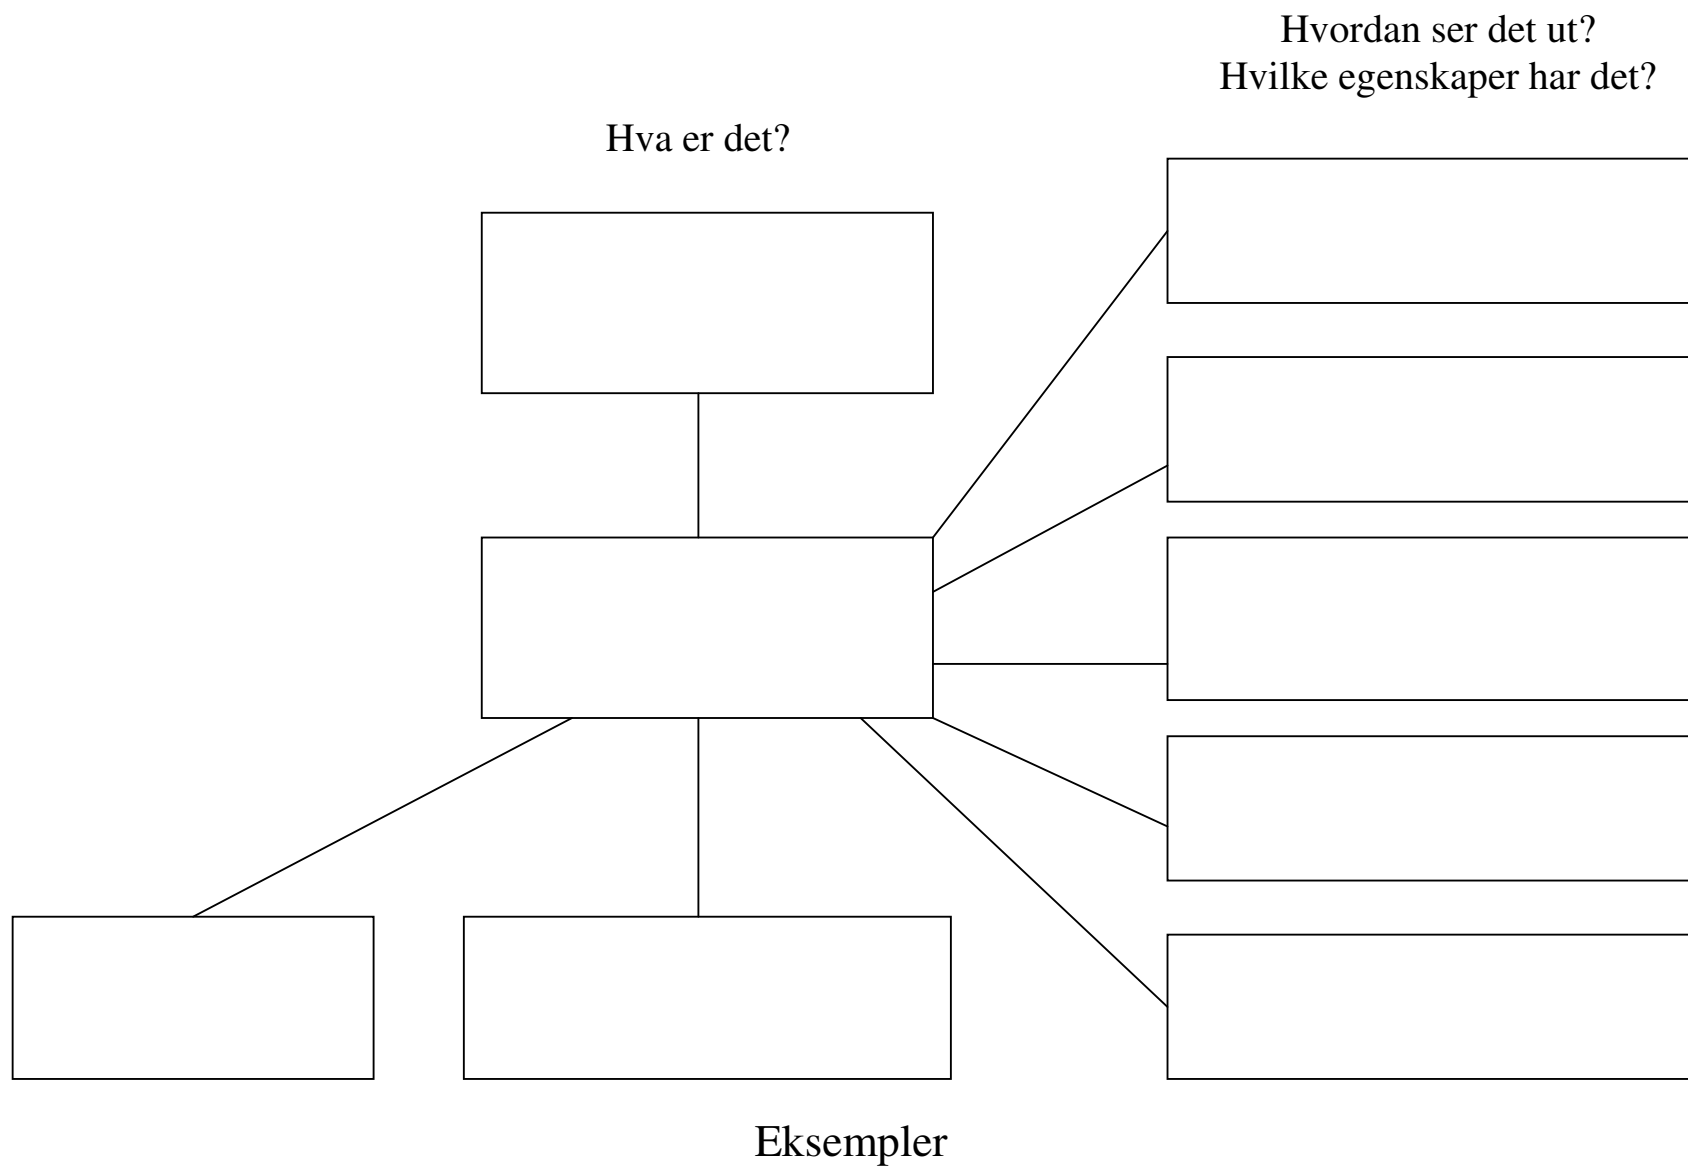 Hvordan ser det ut?
Hvilke egenskaper har det?
Hva er det?
Eksempler